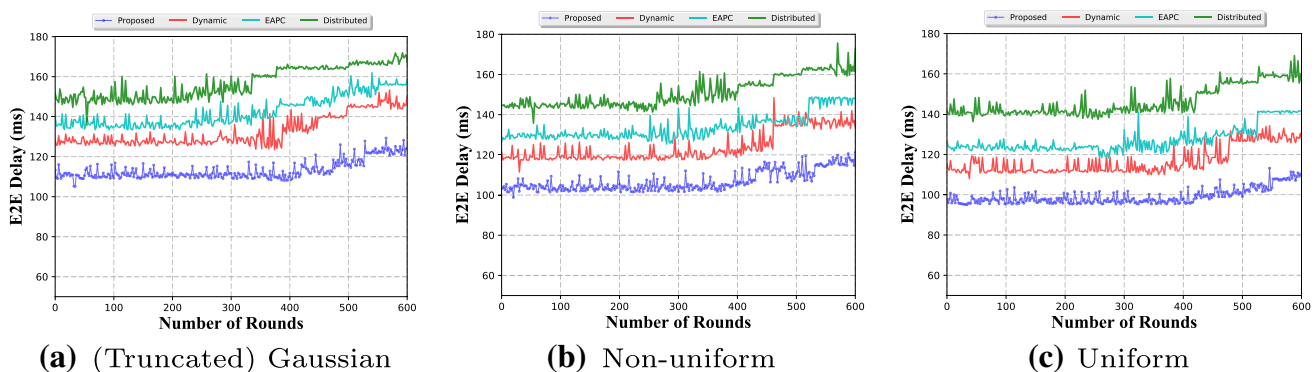 Proposed Dynamic EAPC Distributed
180
160
140
120
100
80
60
0 100 200 300 400 500 600
E2E Delay (ms)
Number of Rounds
(a) (Truncated) Gaussian
Proposed Dynamic EAPC Distributed
180
160
140
120
100
80
60
0 100 200 300 400 500 600
E2E Delay (ms)
Number of Rounds
(b) Non-uniform
Proposed Dynamic EAPC Distributed
180
160
140
120
100
80
60
0 100 200 300 400 500 600
E2E Delay (ms)
Number of Rounds
(c) Uniform